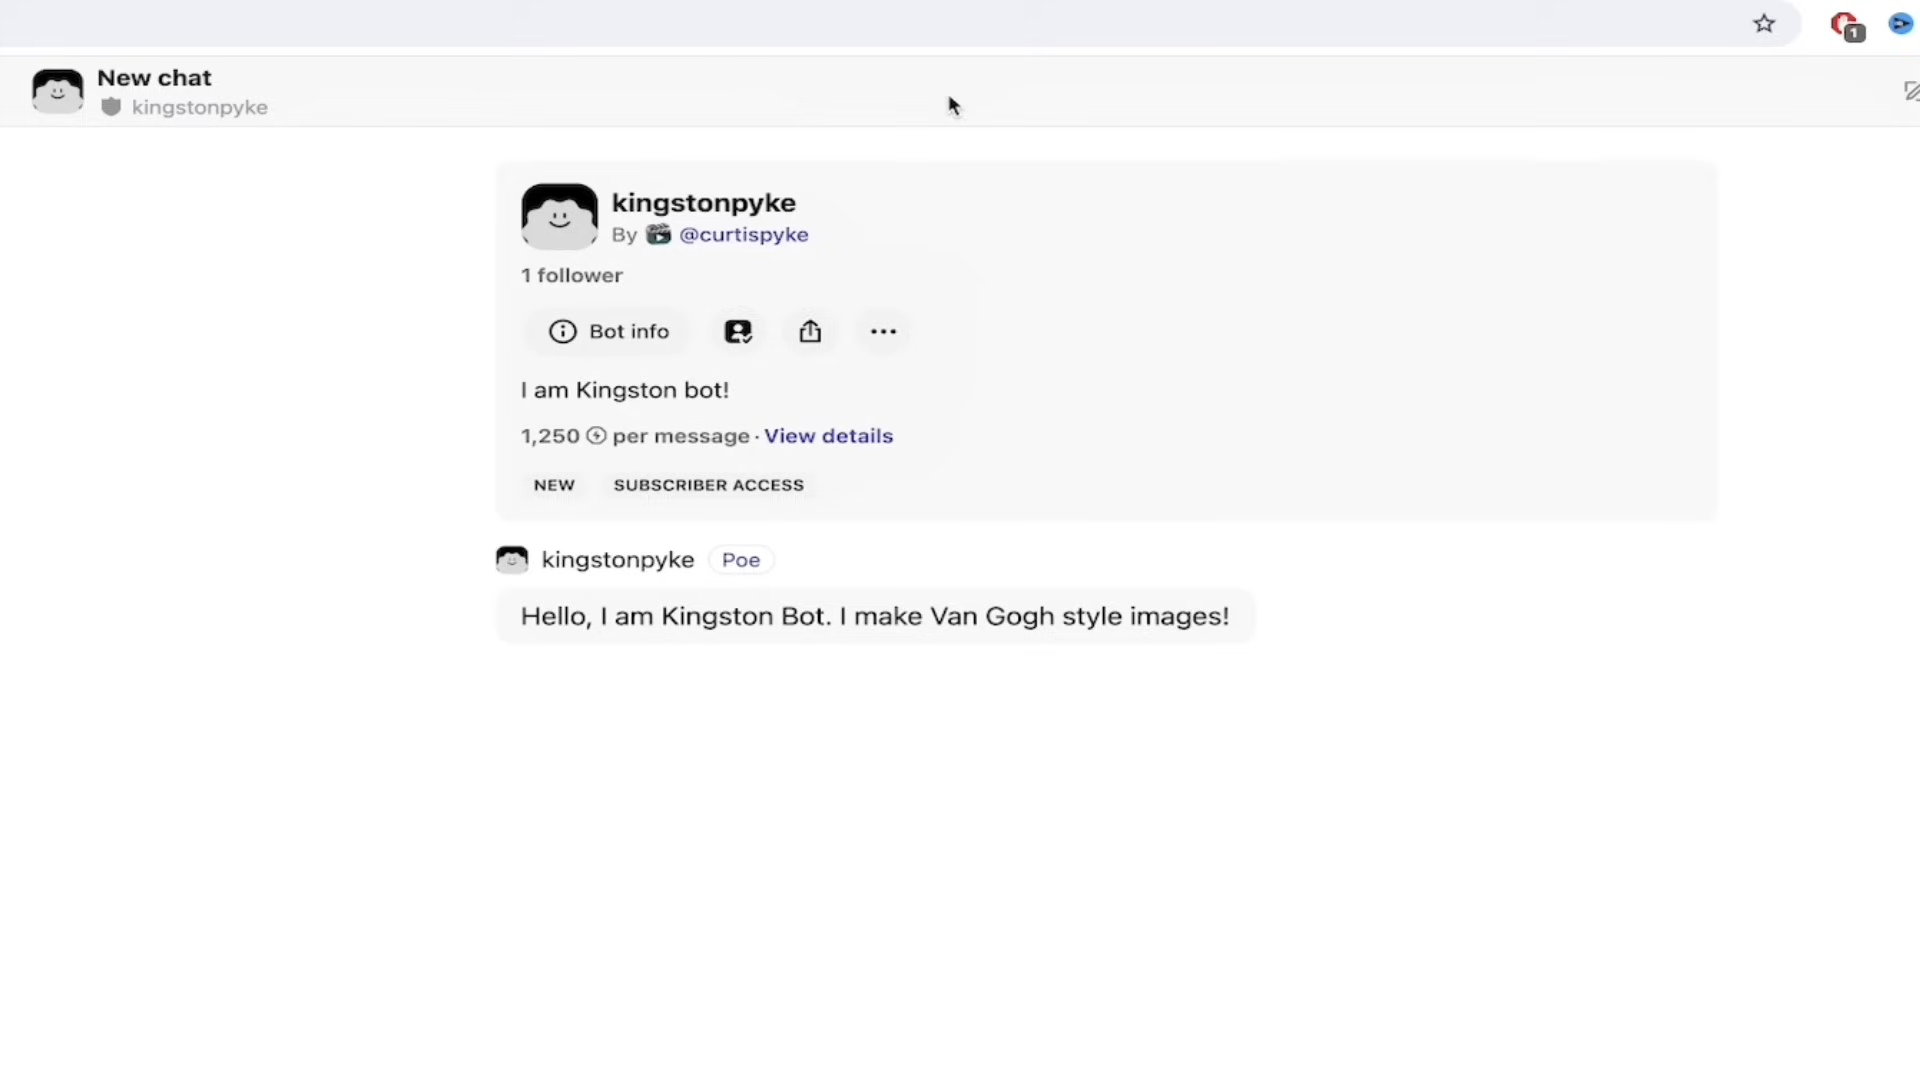 1
New chat
kingstonpyke
kingstonpyke
By @curtispyke
1 follower
Bot info
I am Kingston bot!
1,250 per message · View details
NEW SUBSCRIBER ACCESS
kingstonpyke Poe
Hello, I am Kingston Bot. I make Van Gogh style images!